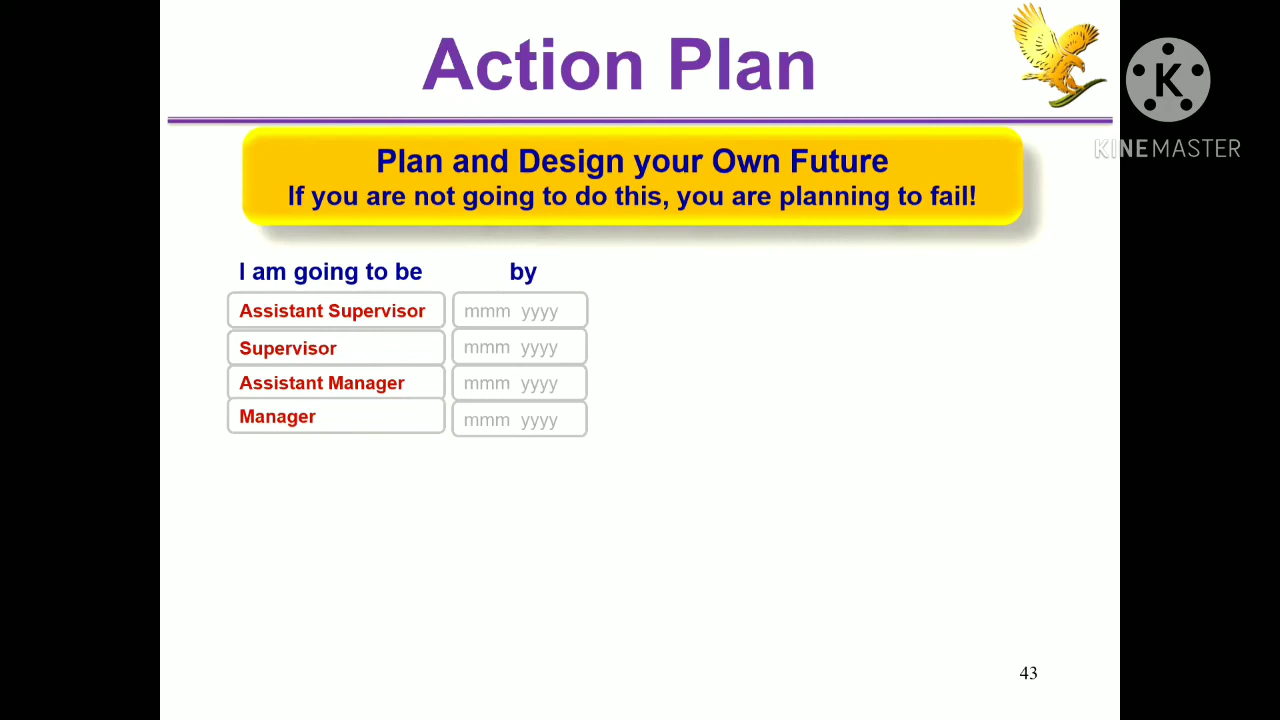 Action Plan
K
KINEMASTER
Plan and Design your Own Future
If you are not going to do this, you are planning to fail!
I am going to be by
Assistant Supervisor mmm yyyy
Supervisor mmm yyyy
Assistant Manager mmm yyyy
Manager mmm yyyy
43